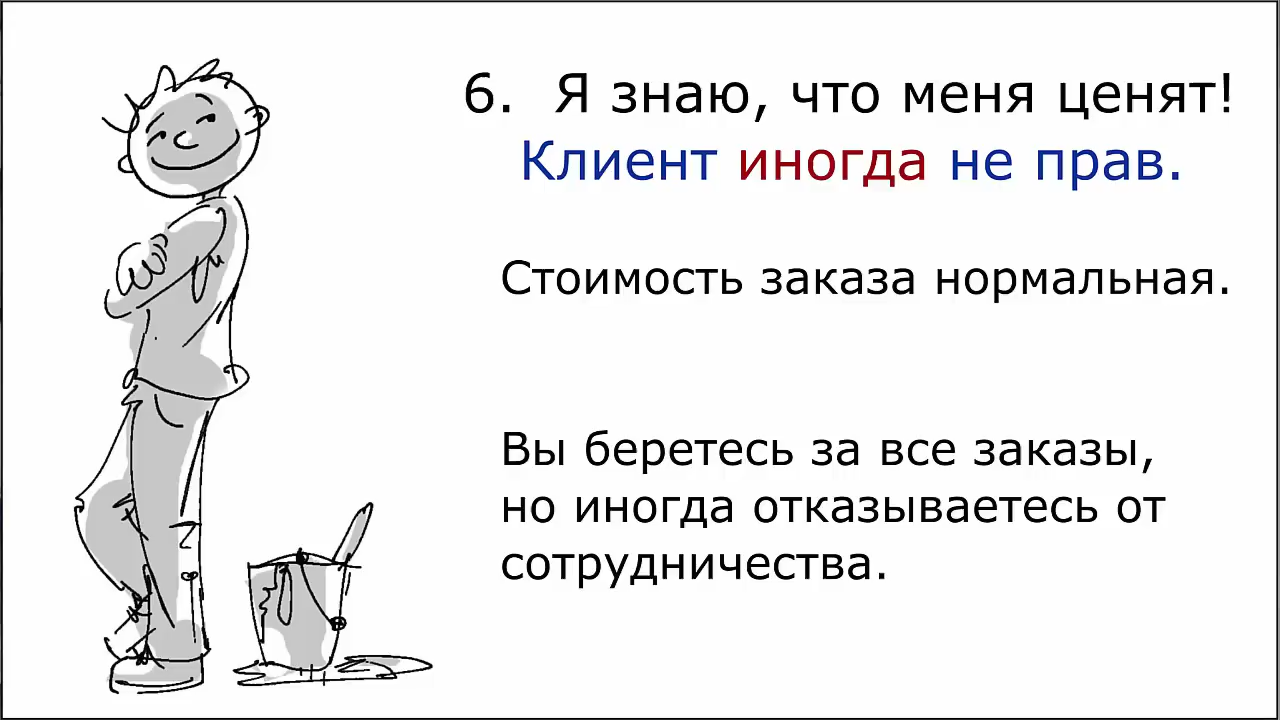 6. Я знаю, что меня ценят!
Клиент иногда не прав.
Стоимость заказа нормальная.
Вы беретесь за все заказы,
но иногда отказываетесь от
сотрудничества.